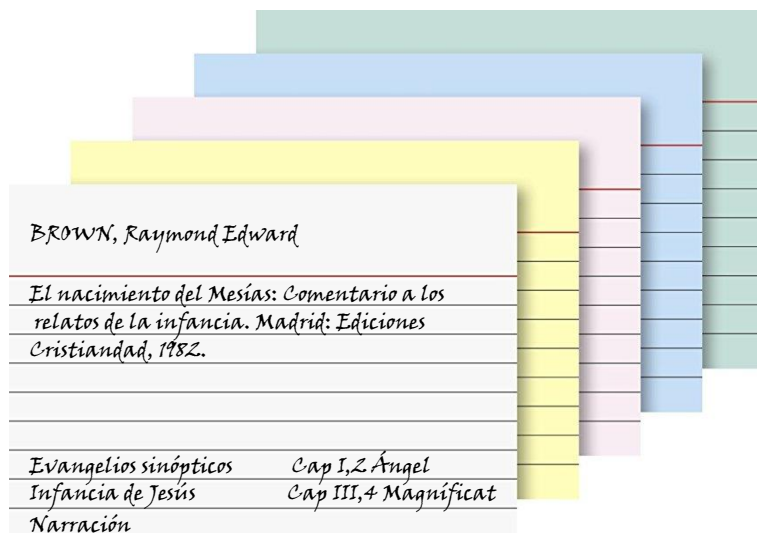 BROWN, Raymond Edward
El nacimiento del Mesías: Comentario a los
relatos de la infancia. Madrid: Ediciones
Cristiandad, 1982.
Evangelios sinópticos Cap I,2 Ángel
Infancia de Jesús Cap III,4 Magníficat
Narración